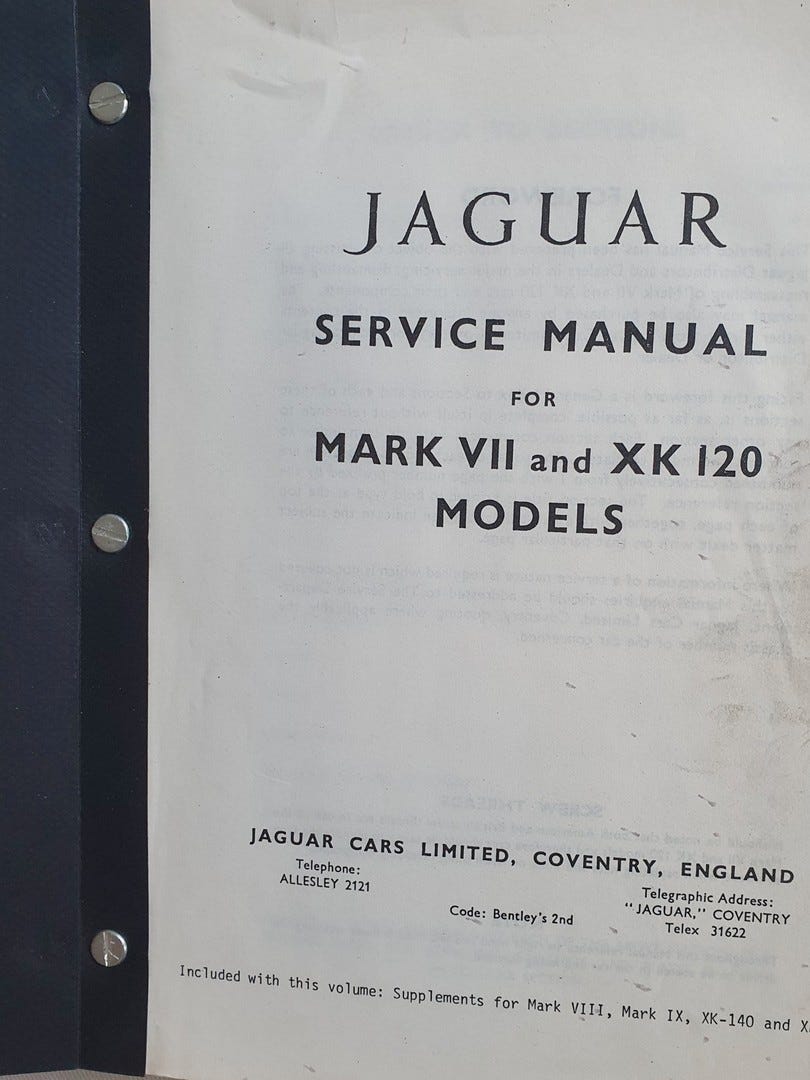 JAGUAR
SERVICE MANUAL
FOR
MARK VII and XK 120
MODELS
JAGUAR CARS LIMITED, COVENTRY, ENGLAND
Telephone:
ALLESLEY 2121
Code: Bentley's 2nd
Telegraphic Address:
"JAGUAR," COVENTRY
Telex 31622
Included with this volume: Supplements for Mark VIII, Mark IX, XK-140 and